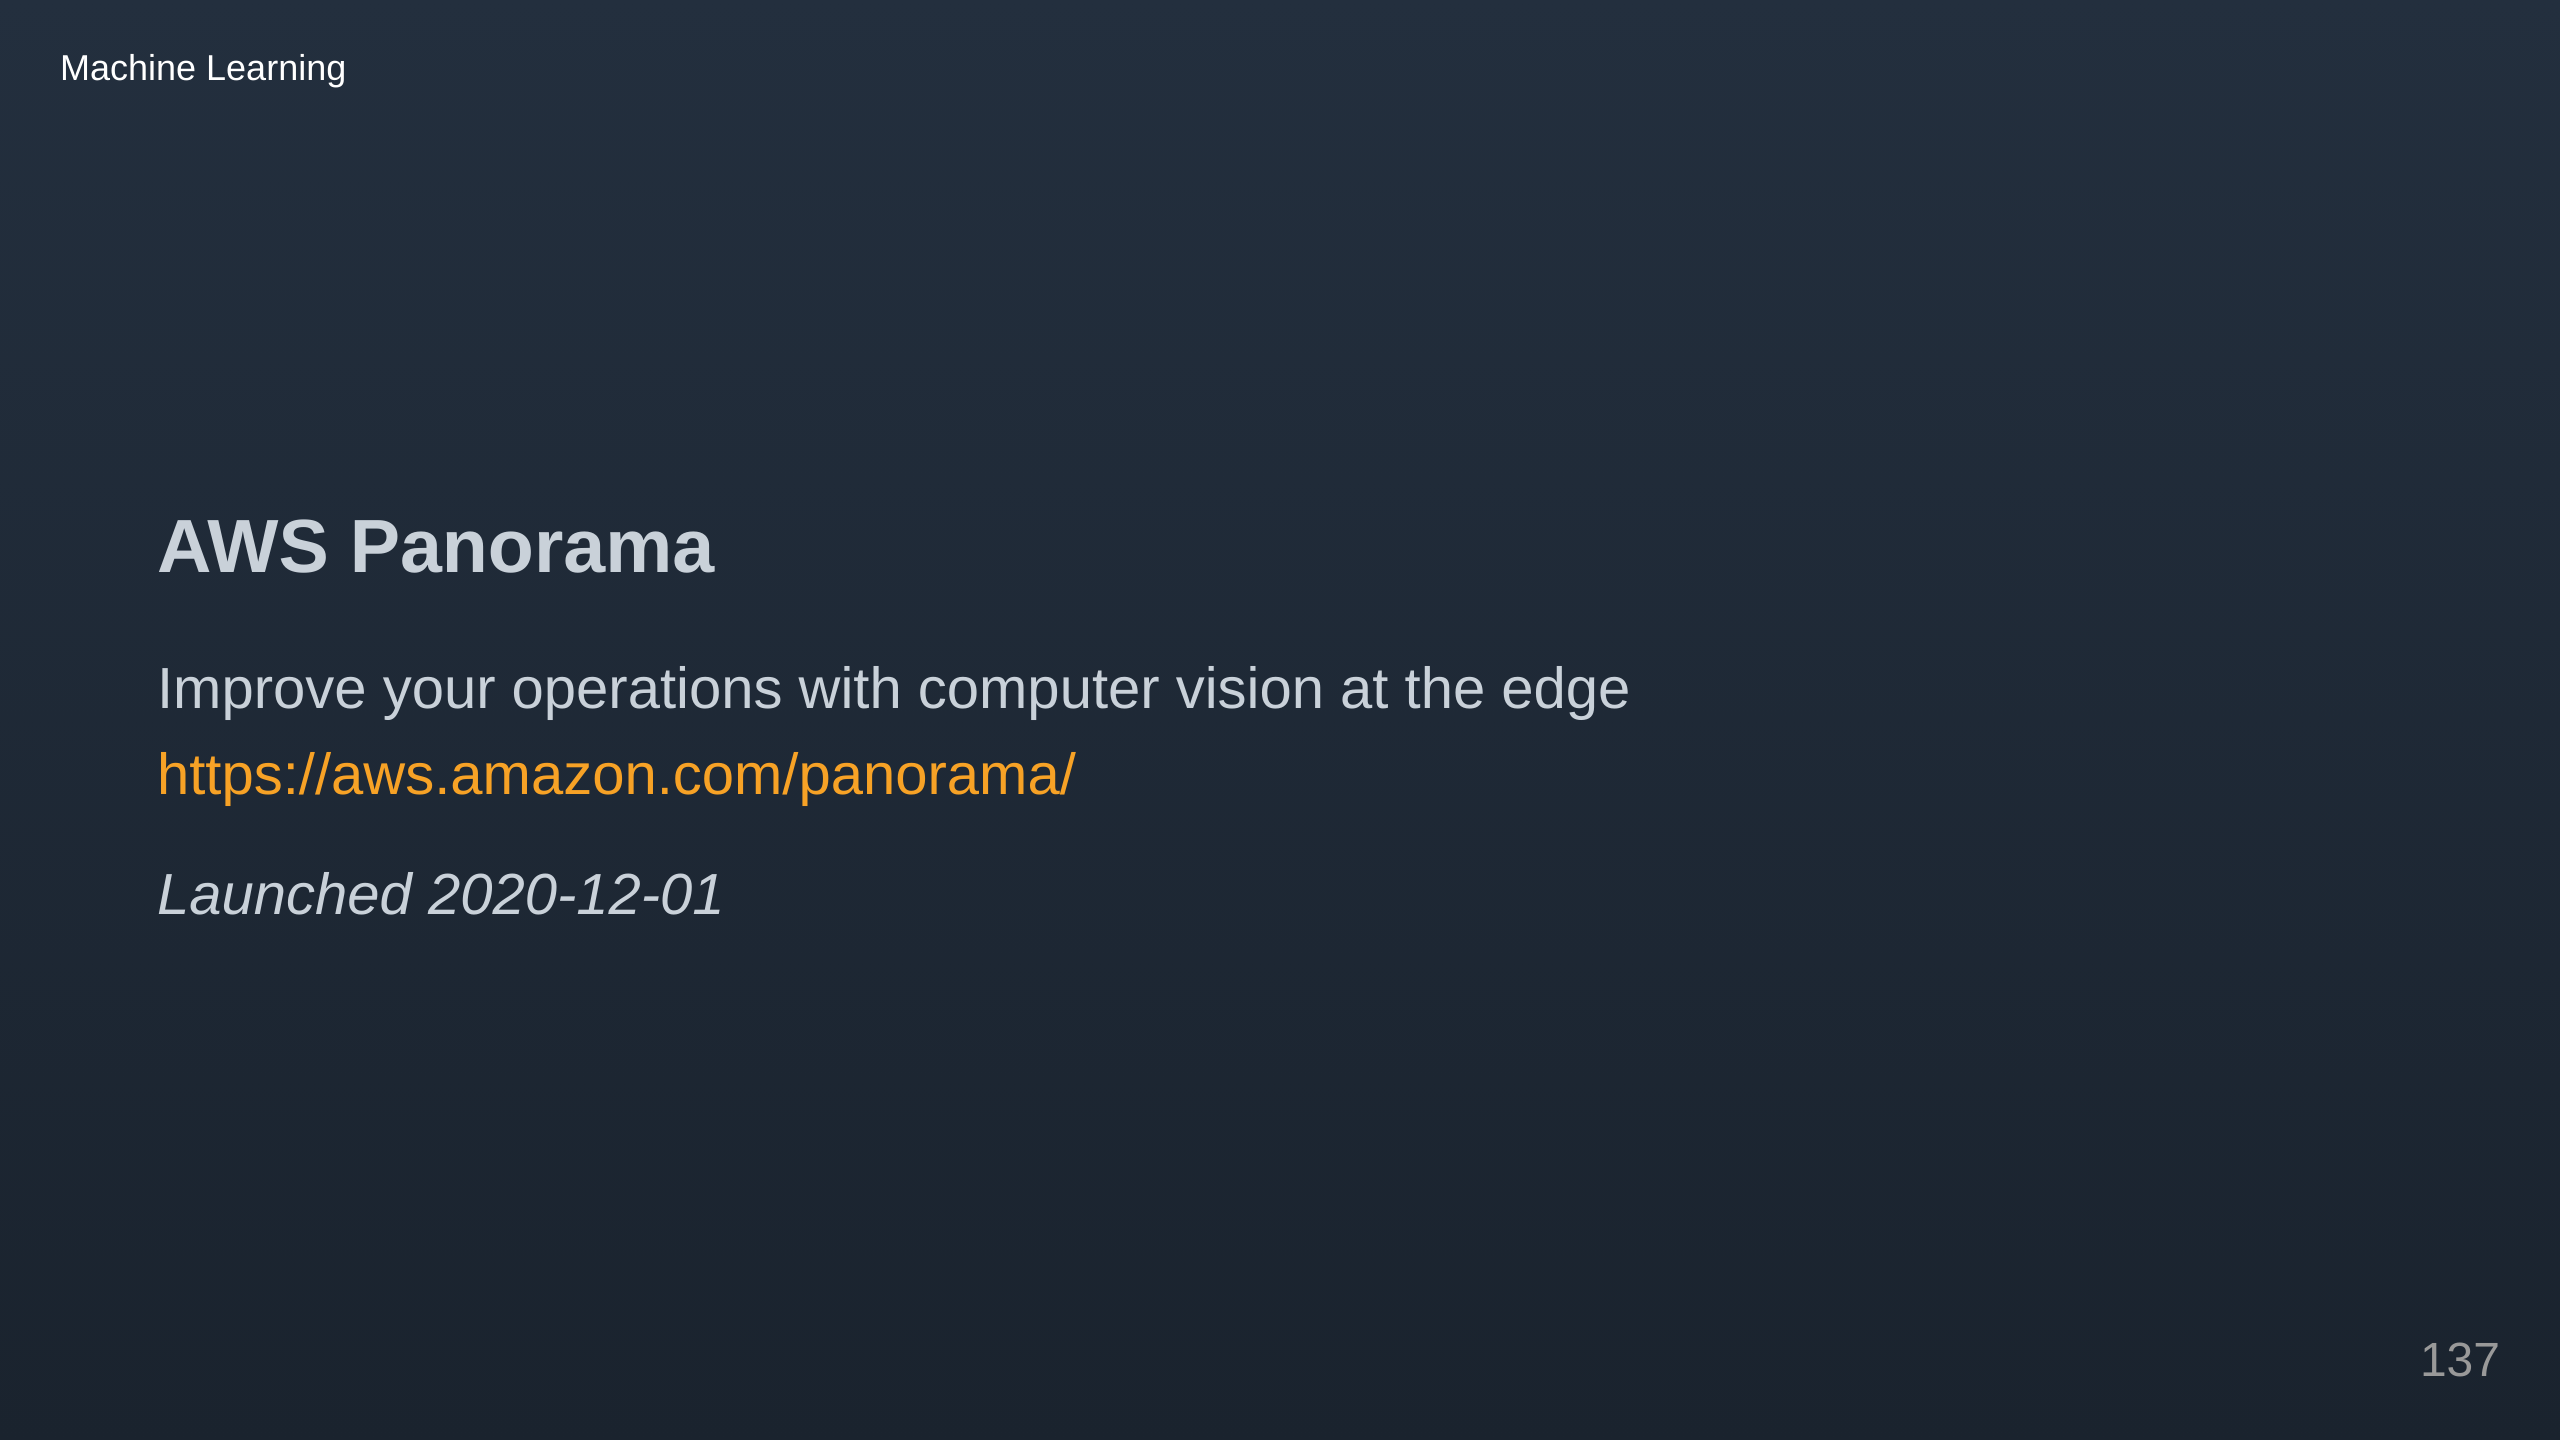 Machine Learning
AWS Panorama
Improve your operations with computer vision at the edge
https://aws.amazon.com/panorama/
Launched 2020-12-01
137